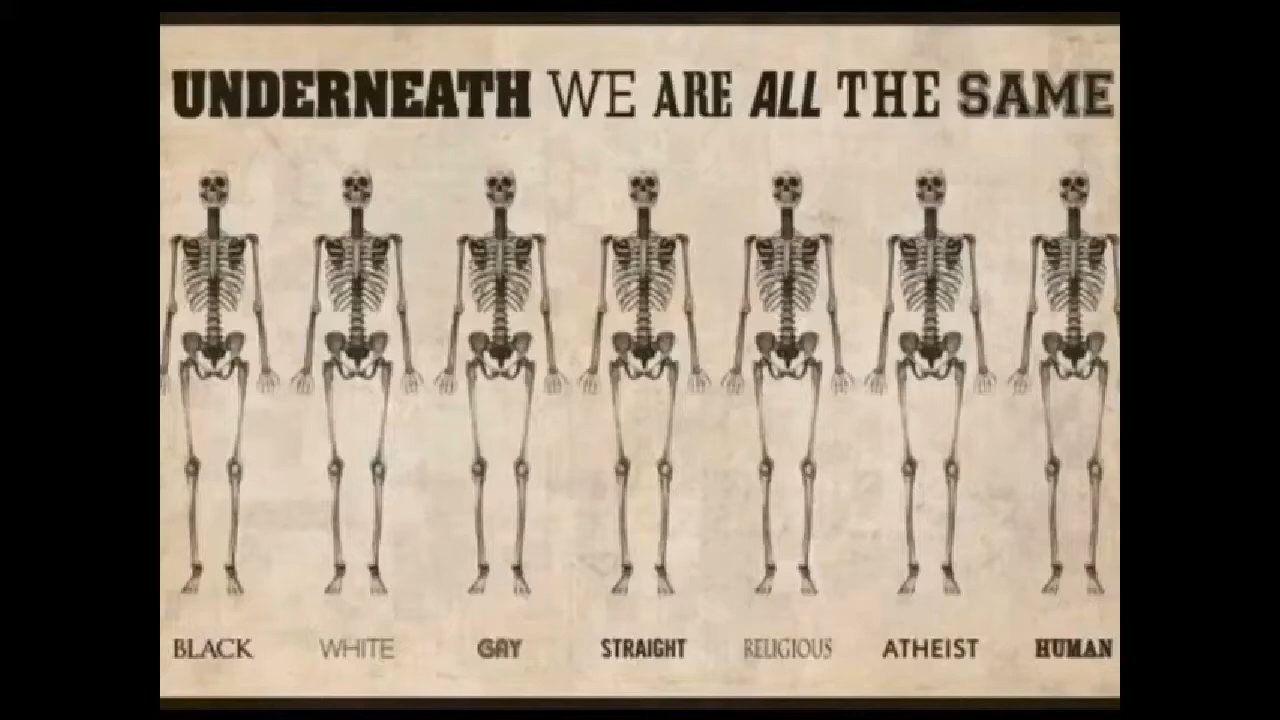 UNDERNEATH WE ARE ALL THE SAME
BLACK WHITE GAY STRAIGHT RELIGIOUS ATHEIST HUMAN